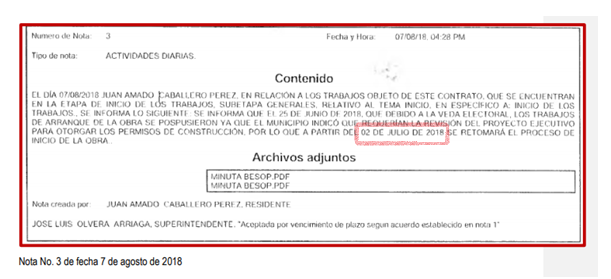 Numero de Nota: 3 Fecha y Hora: 07/08/18. 04:28 PM
Tipo de nota: ACTIVIDADES DIARIAS.
Contenido
EL DÍA 07/08/2018 JUAN AMADO CABALLERO PEREZ, EN RELACIÓN A LOS TRABAJOS OBJETO DE ESTE CONTRATO, QUE SE ENCUENTRAN
EN LA ETAPA DE INICIO DE LOS TRABAJOS, SUBETAPA GENERALES, RELATIVO AL TEMA INICIO, EN ESPECÍFICO A: INICIO DE LOS
TRABAJOS., SE INFORMA LO SIGUIENTE: SE INFORMA QUE EL 25 DE JUNIO DE 2018, QUE DEBIDO A LA VEDA ELECTORAL, LOS TRABAJOS
DE ARRANQUE DE LA OBRA SE POSPUSIERON YA QUE EL MUNICIPIO INDICÓ QUE REQUERÍAN LA REVISIÓN DEL PROYECTO EJECUTIVO
PARA OTORGAR LOS PERMISOS DE CONSTRUCCIÓN, POR LO QUE A PARTIR DEL 02 DE JULIO DE 2018 SE RETOMARÁ EL PROCESO DE
INICIO DE LA OBRA.
Archivos adjuntos
MINUTA BESOP.PDF
MINUTA BESOP.PDF
Nota creada por: JUAN AMADO CABALLERO PEREZ, RESIDENTE
JOSE LUIS OLVERA ARRIAGA, SUPERINTENDENTE. "Aceptada por vencimiento de plazo segun acuerdo establecido en nota 1"
Nota No. 3 de fecha 7 de agosto de 2018